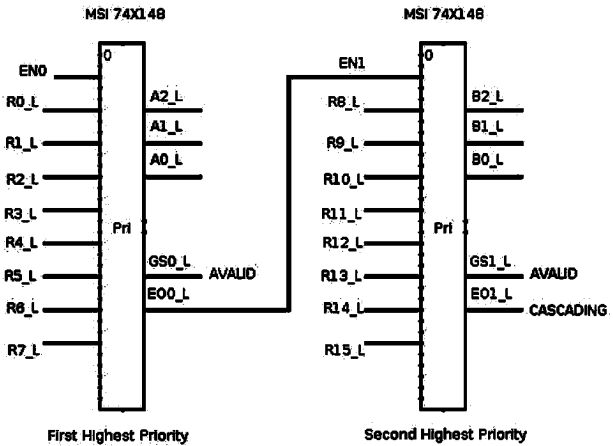 MSI 74X148
MSI 74X148
0
EN0
R0_L
R1_L
R2_L
R3_L
R4_L
R5_L
R6_L
R7_L
Pri
A2_L
A1_L
A0_L
GS0_L
AVALID
EO0_L
0
EN1
R8_L
R9_L
R10_L
R11_L
R12_L
R13_L
R14_L
R15_L
Pri
B2_L
B1_L
B0_L
GS1_L
AVALID
EO1_L
CASCADING
First Highest Priority
Second Highest Priority